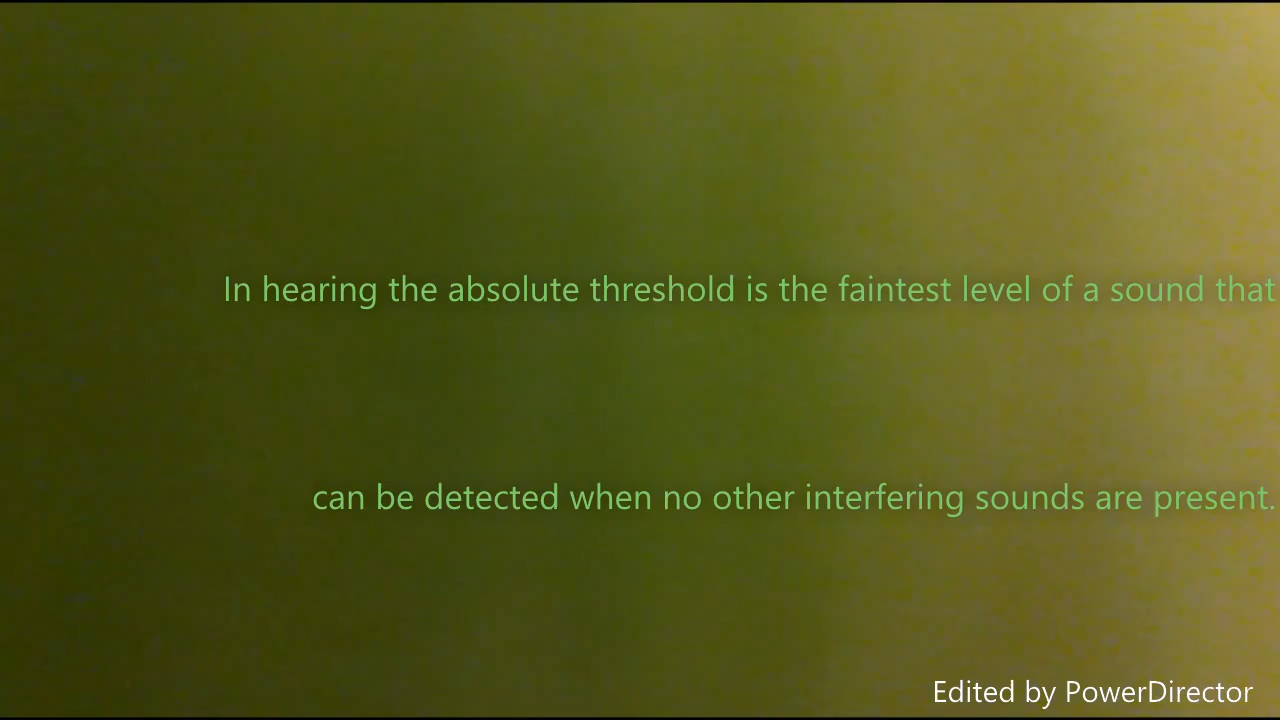 In hearing the absolute threshold is the faintest level of a sound that
can be detected when no other interfering sounds are present.
Edited by PowerDirector